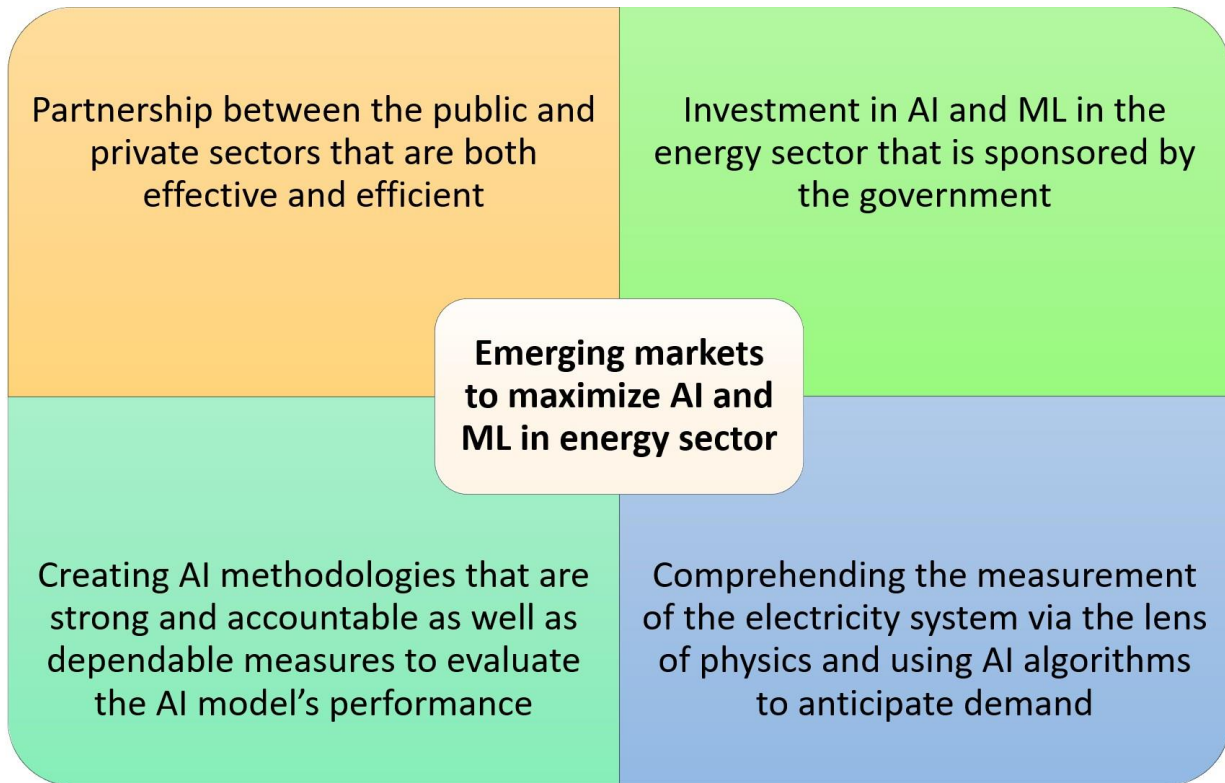 Partnership between the public and
private sectors that are both
effective and efficient
Investment in AI and ML in the
energy sector that is sponsored by
the government
Emerging markets
to maximize AI and
ML in energy sector
Creating AI methodologies that are
strong and accountable as well as
dependable measures to evaluate
the AI model’s performance
Comprehending the measurement
of the electricity system via the lens
of physics and using AI algorithms
to anticipate demand